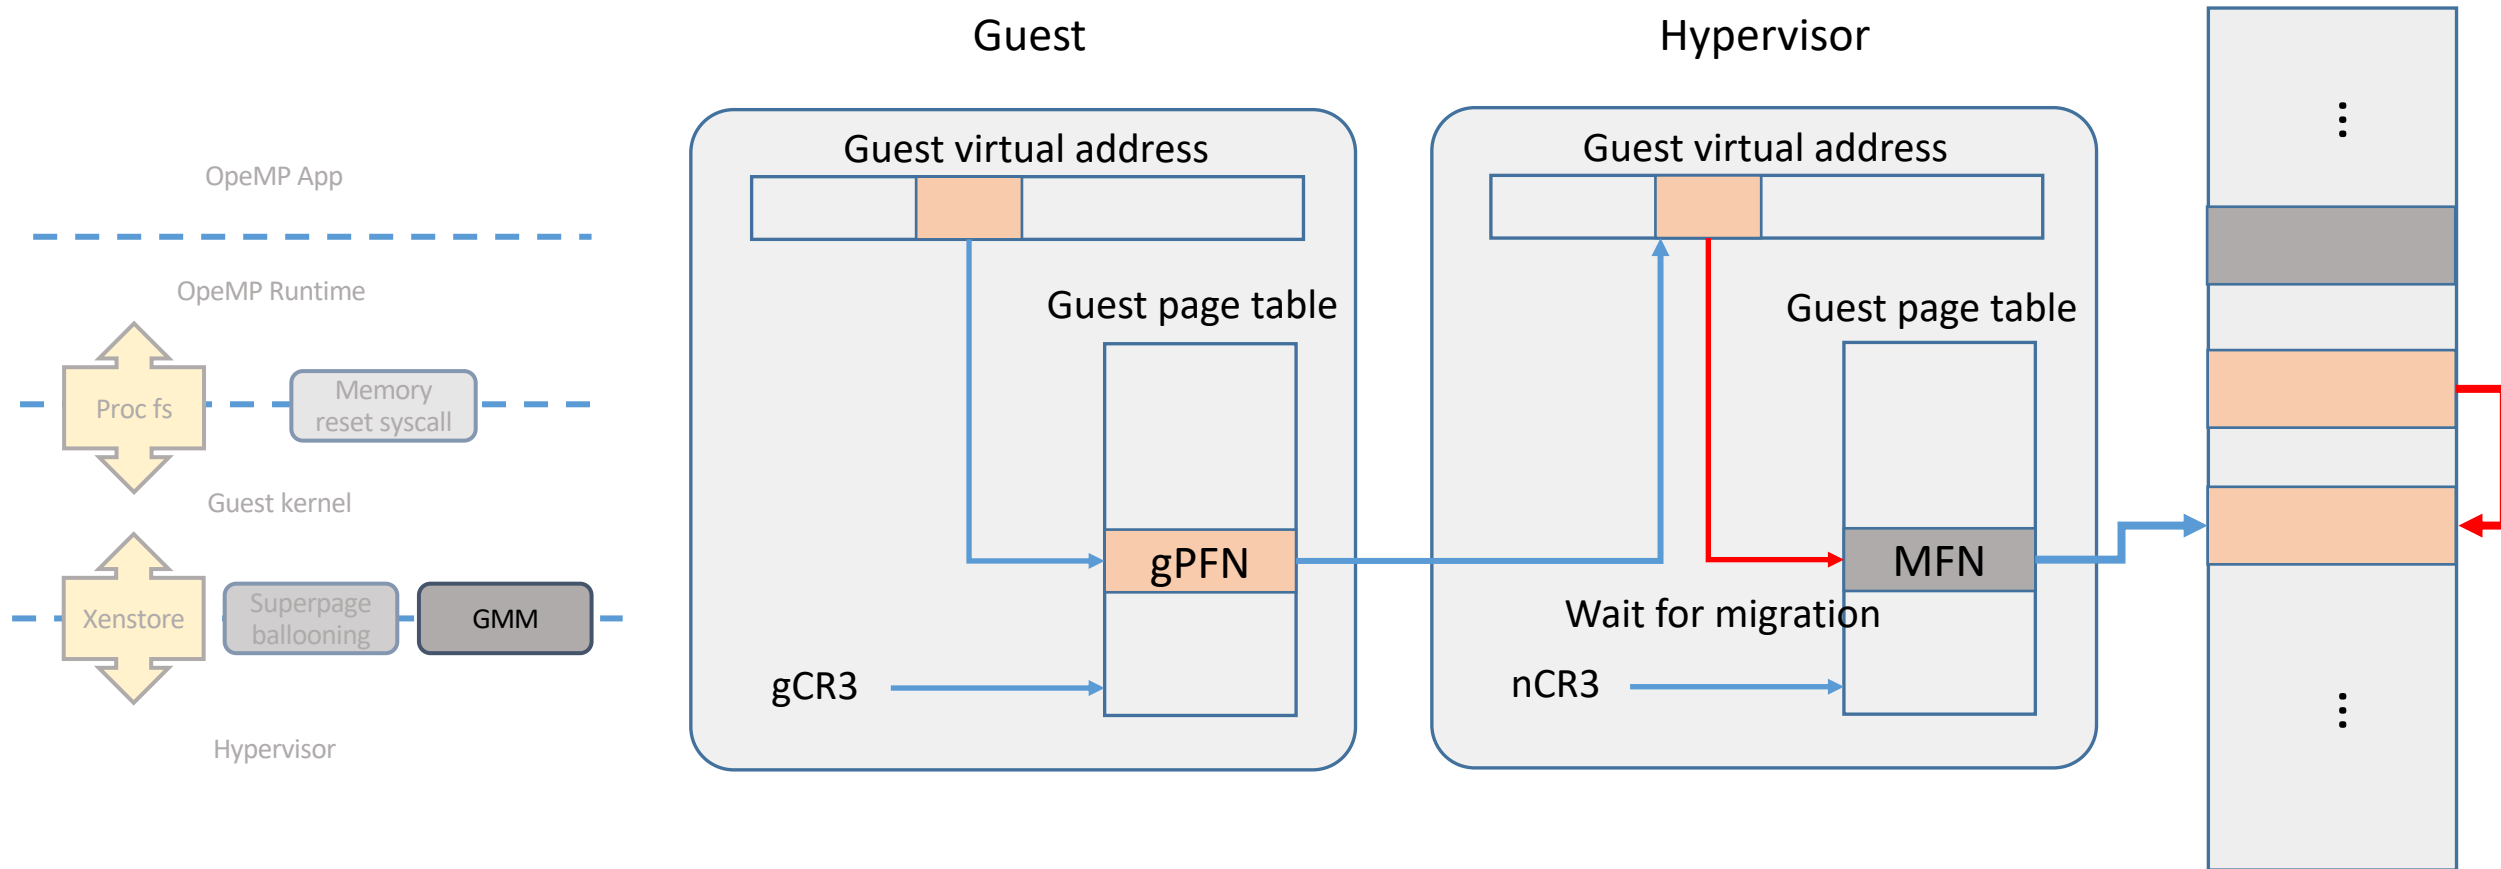 Guest
Hypervisor
OpeMP App
OpeMP Runtime
Proc fs
Memory
reset syscall
Guest kernel
Xenstore
Superpage
ballooning
GMM
Hypervisor
Guest virtual address
Guest page table
gPFN
gCR3
Guest virtual address
Guest page table
MFN
Wait for migration
nCR3
...
...